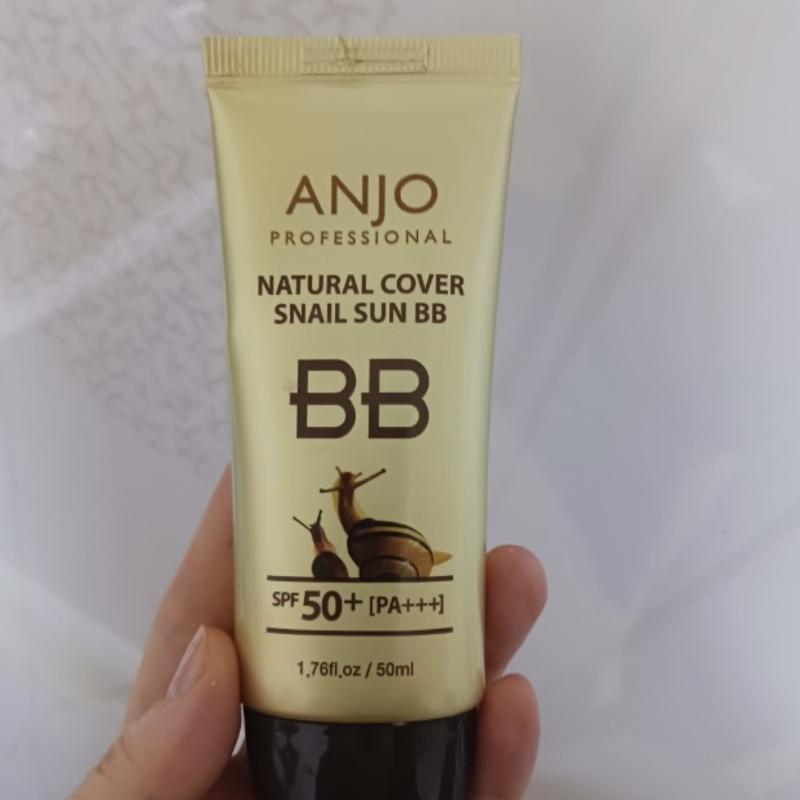 ANJO
PROFESSIONAL
NATURAL COVER
SNAIL SUN BB
BB
SPF 50+ [PA+++]
1.76fl.oz / 50ml